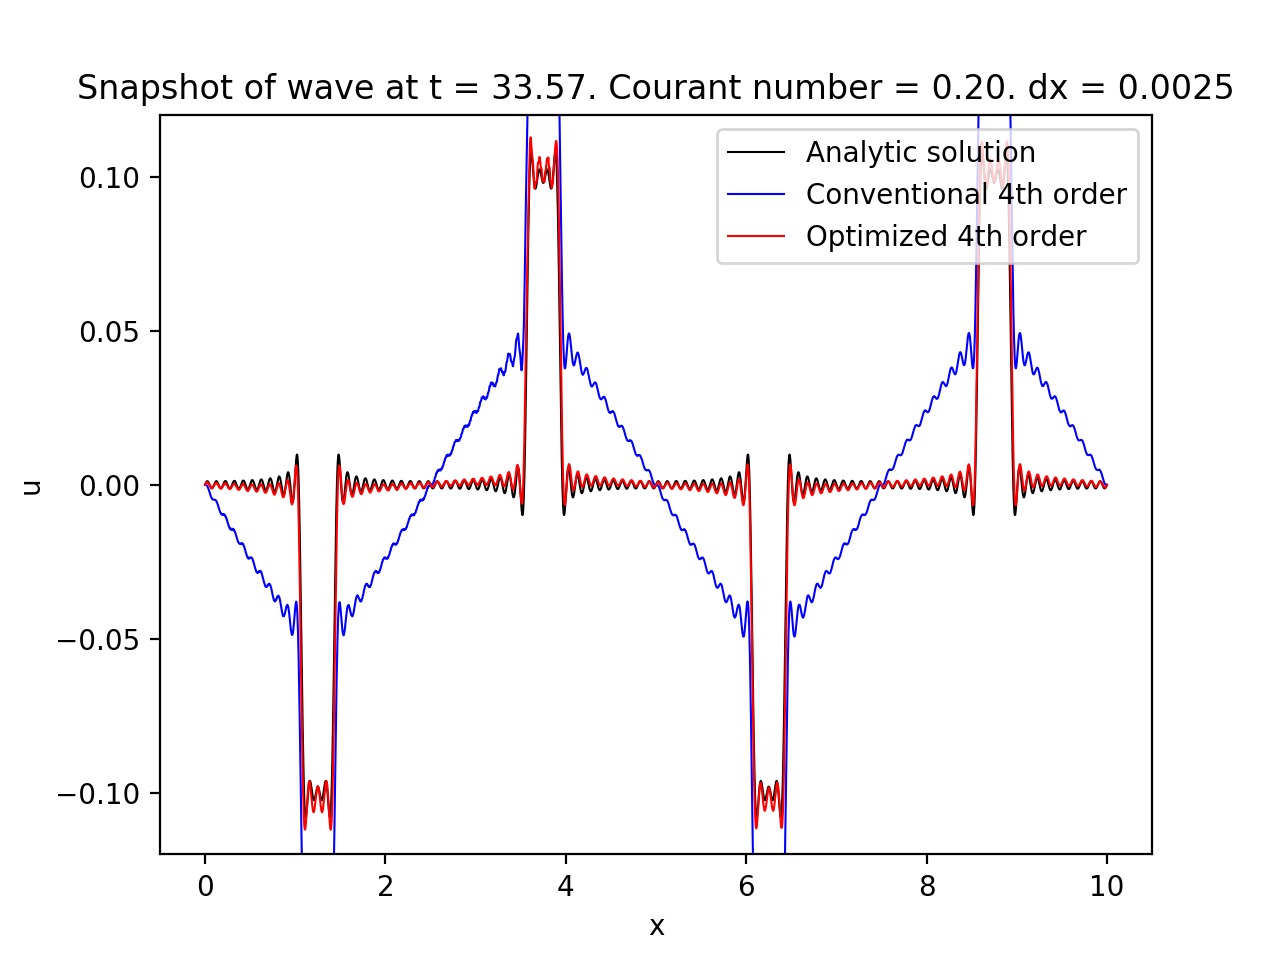 Snapshot of wave at t = 33.57. Courant number = 0.20. dx = 0.0025
Analytic solution
Conventional 4th order
Optimized 4th order
0.10
0.05
0.00
−0.05
−0.10
u
0 2 4 6 8 10
x